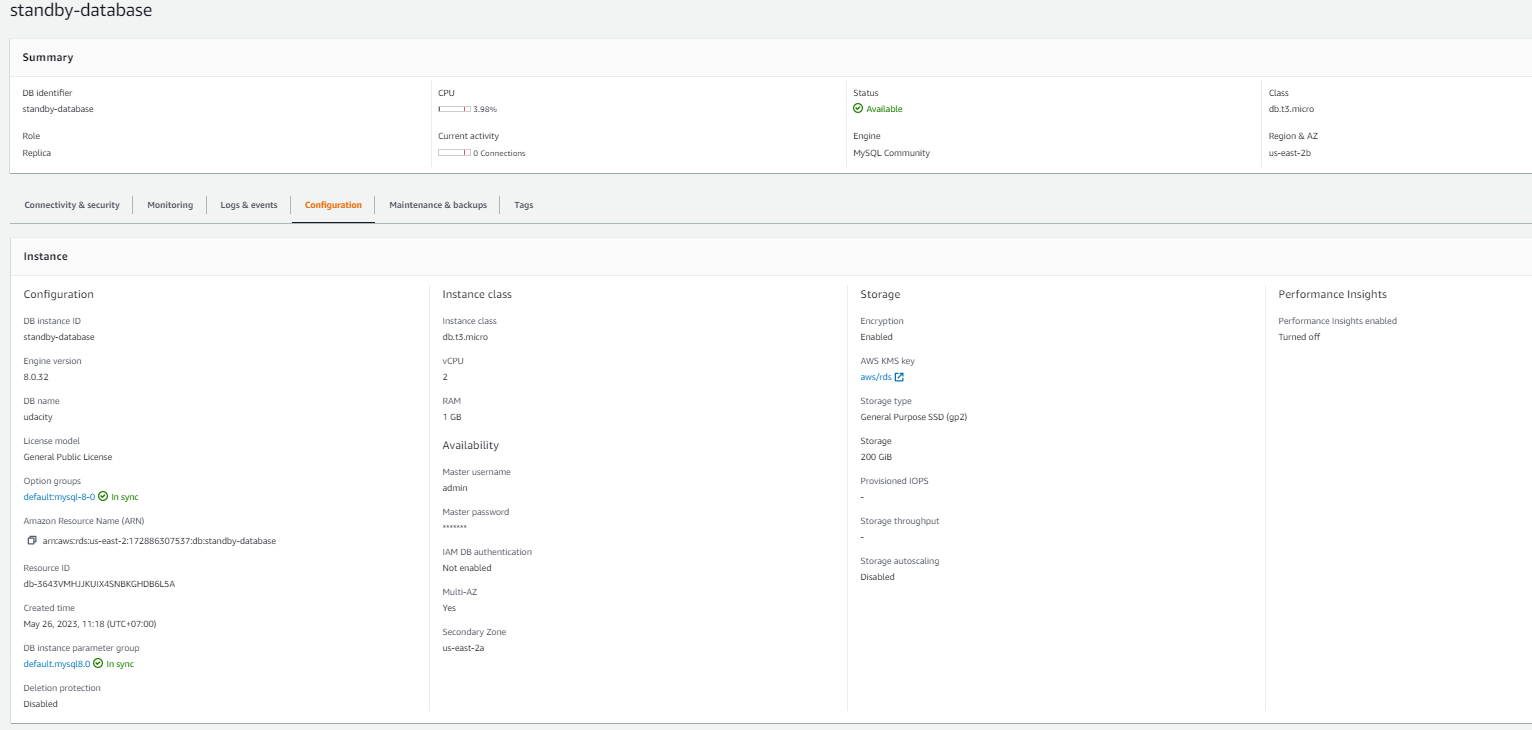 standby-database
Summary
DB identifier
standby-database
CPU
3.98%
Status
Available
Class
db.t3.micro
Role
Replica
Current activity
0 Connections
Engine
MySQL Community
Region & AZ
us-east-2b
Connectivity & security
Monitoring
Logs & events
Configuration
Maintenance & backups
Tags
Instance
Configuration
DB instance ID
standby-database
Engine version
8.0.32
DB name
udacity
License model
General Public License
Option groups
default:mysql-8-0 In sync
Amazon Resource Name (ARN)
arn:aws:rds:us-east-2:172886307537:db:standby-database
Resource ID
db-3643VMHJJKUIX4SNBKGHDB6L5A
Created time
May 26, 2023, 11:18 (UTC+07:00)
DB instance parameter group
default.mysql8.0 In sync
Deletion protection
Disabled
Instance class
Instance class
db.t3.micro
vCPU
2
RAM
1 GB
Availability
Master username
admin
Master password
*******
IAM DB authentication
Not enabled
Multi-AZ
Yes
Secondary Zone
us-east-2a
Storage
Encryption
Enabled
AWS KMS key
aws/rds
Storage type
General Purpose SSD (gp2)
Storage
200 GiB
Provisioned IOPS
-
Storage throughput
-
Storage autoscaling
Disabled
Performance Insights
Performance Insights enabled
Turned off